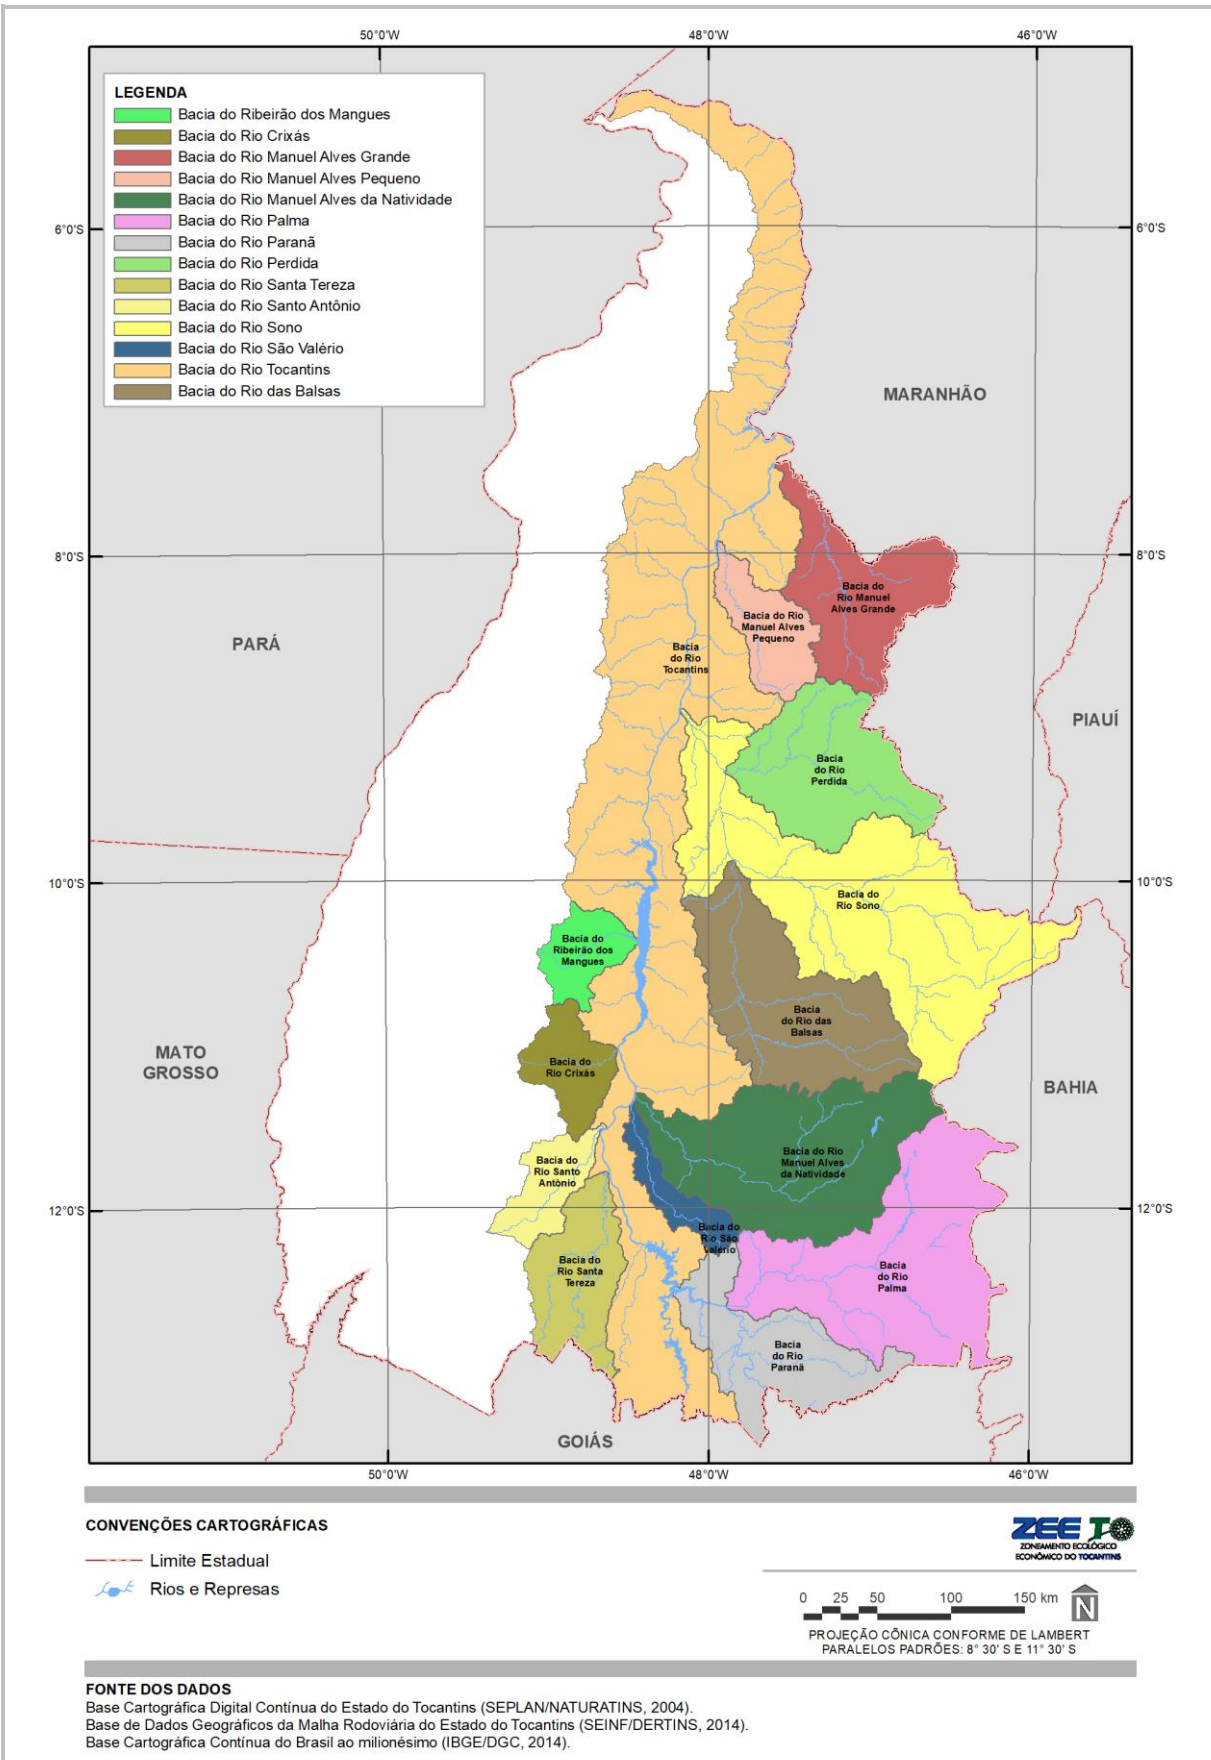 50°0'W
48°0'W
46°0'W
LEGENDA
Bacia do Ribeirão dos Mangues
Bacia do Rio Crixás
Bacia do Rio Manuel Alves Grande
Bacia do Rio Manuel Alves Pequeno
Bacia do Rio Manuel Alves da Natividade
Bacia do Rio Palma
Bacia do Rio Paranã
Bacia do Rio Perdida
Bacia do Rio Santa Tereza
Bacia do Rio Santo Antônio
Bacia do Rio Sono
Bacia do Rio São Valério
Bacia do Rio Tocantins
Bacia do Rio das Balsas
6°0'S
6°0'S
MARANHÃO
8°0'S
8°0'S
Bacia do
Rio Manuel
Alves Grande
Bacia do Rio
Manuel Alves
Pequeno
PARÁ
Bacia
do Rio
Tocantins
PIAUÍ
Bacia
do Rio
Perdida
10°0'S
10°0'S
Bacia do
Rio Sono
Bacia do
Ribeirão dos
Mangues
Bacia
do Rio das
Balsas
MATO
GROSSO
Bacia do
Rio Crixás
BAHIA
Bacia do Rio
Manuel Alves
da Natividade
Bacia do
Rio Santo
Antônio
12°0'S
12°0'S
Bacia do
Rio São
Valério
Bacia do
Rio Santa
Tereza
Bacia
do Rio
Palma
Bacia
do Rio
Paranã
GOIÁS
50°0'W
48°0'W
46°0'W
CONVENÇÕES CARTOGRÁFICAS
Limite Estadual
Rios e Represas
ZEE TO
ZONEAMENTO ECOLÓGICO
ECONÔMICO DO TOCANTINS
0 25 50 100 150 km
N
PROJEÇÃO CÔNICA CONFORME DE LAMBERT
PARALELOS PADRÕES: 8° 30' S E 11° 30' S
FONTE DOS DADOS
Base Cartográfica Digital Contínua do Estado do Tocantins (SEPLAN/NATURATINS, 2004).
Base de Dados Geográficos da Malha Rodoviária do Estado do Tocantins (SEINF/DERTINS, 2014).
Base Cartográfica Contínua do Brasil ao milionésimo (IBGE/DGC, 2014).